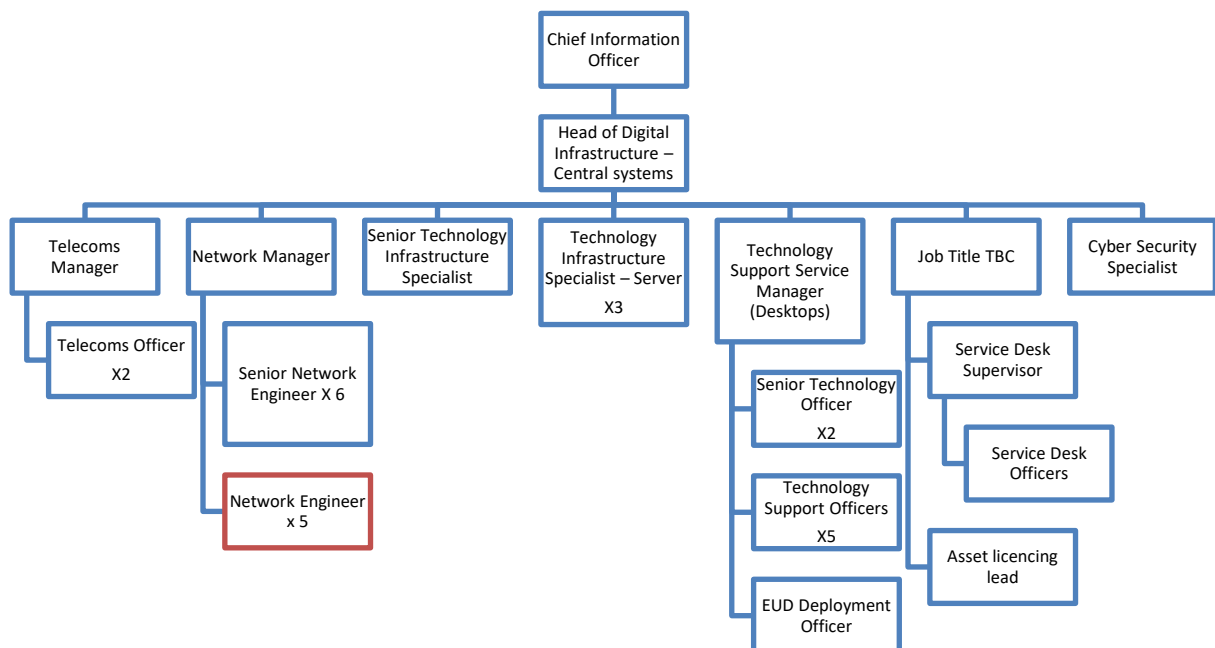 Chief Information
Officer
Head of Digital
Infrastructure –
Central systems
Telecoms
Manager
Network Manager
Senior Technology
Infrastructure
Specialist
Technology
Infrastructure
Specialist – Server
X3
Technology
Support Service
Manager
(Desktops)
Job Title TBC
Cyber Security
Specialist
Telecoms Officer
X2
Senior Network
Engineer X 6
Network Engineer
x 5
Senior Technology
Officer
X2
Technology
Support Officers
X5
EUD Deployment
Officer
Service Desk
Supervisor
Service Desk
Officers
Asset licencing
lead